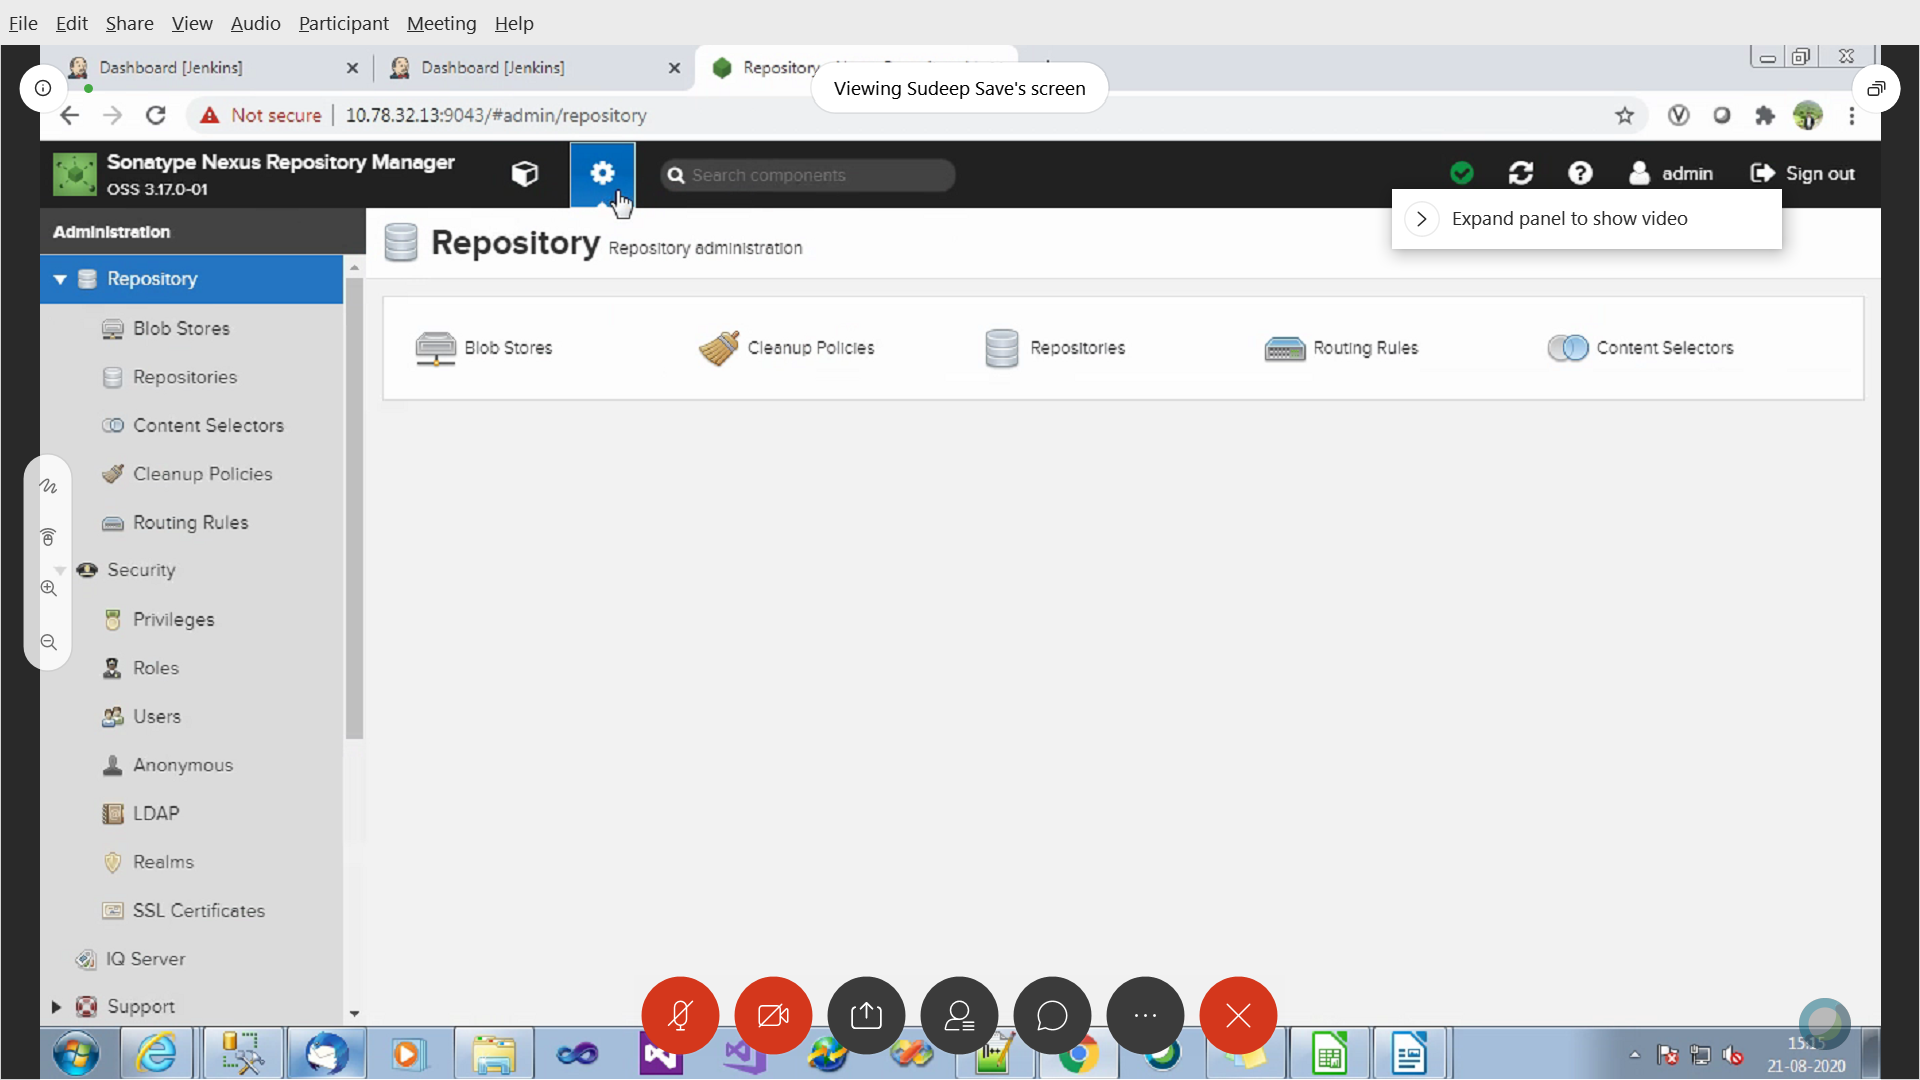 File Edit Share View Audio Participant Meeting Help
Dashboard [Jenkins] Dashboard [Jenkins] Repository
Viewing Sudeep Save's screen
Not secure 10.78.32.13:9043/#admin/repository
Sonatype Nexus Repository Manager
OSS 3.17.0-01
Search components
admin Sign out
Expand panel to show video
Administration
Repository Repository administration
Repository
Blob Stores
Repositories
Content Selectors
Cleanup Policies
Routing Rules
Security
Privileges
Roles
Users
Anonymous
LDAP
Realms
SSL Certificates
IQ Server
Support
Blob Stores Cleanup Policies Repositories Routing Rules Content Selectors
15:15
21-08-2020